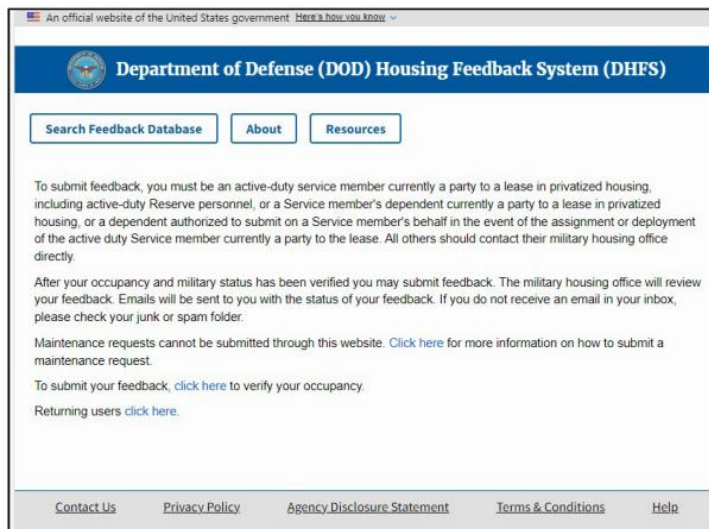 An official website of the United States government Here's how you know
Department of Defense (DOD) Housing Feedback System (DHFS)
Search Feedback Database About Resources
To submit feedback, you must be an active-duty service member currently a party to a lease in privatized housing,
including active-duty Reserve personnel, or a Service member's dependent currently a party to a lease in privatized
housing, or a dependent authorized to submit on a Service member's behalf in the event of the assignment or deployment
of the active duty Service member currently a party to the lease. All others should contact their military housing office
directly.
After your occupancy and military status has been verified you may submit feedback. The military housing office will review
your feedback. Emails will be sent to you with the status of your feedback. If you do not receive an email in your inbox,
please check your junk or spam folder.
Maintenance requests cannot be submitted through this website. Click here for more information on how to submit a
maintenance request.
To submit your feedback, click here to verify your occupancy.
Returning users click here.
Contact Us Privacy Policy Agency Disclosure Statement Terms & Conditions Help